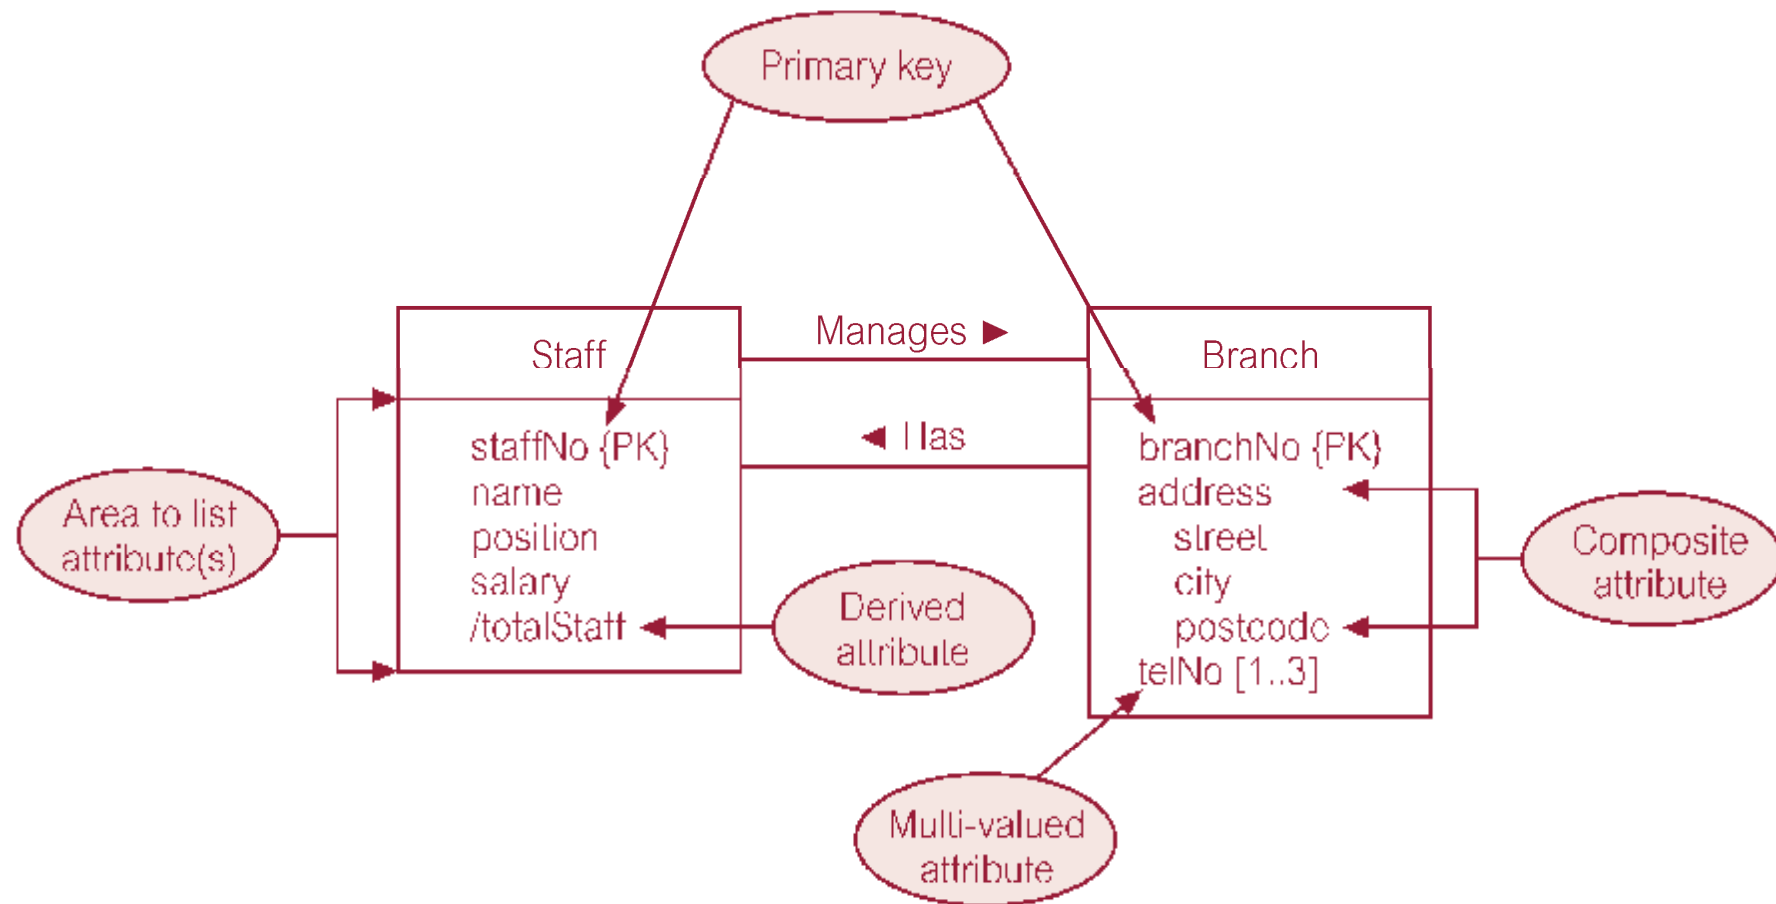 Primary key
Manages ►
Staff
Branch
◄ Has
staffNo {PK}
name
position
salary
/totalStaff
branchNo {PK}
address
street
city
postcode
telNo [1..3]
Area to list
attribute(s)
Derived
attribute
Composite
attribute
Multi-valued
attribute